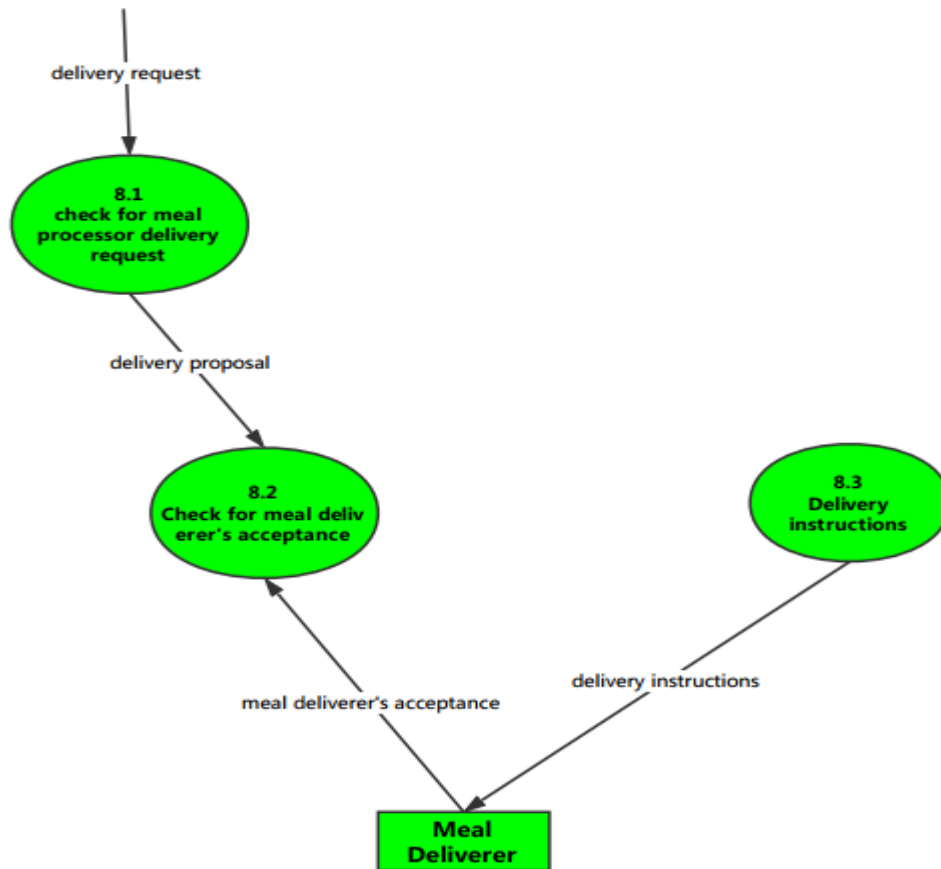 delivery request
8.1
check for meal
processor delivery
request
delivery proposal
8.2
Check for meal deliv
erer's acceptance
8.3
Delivery
instructions
delivery instructions
meal deliverer's acceptance
Meal
Deliverer